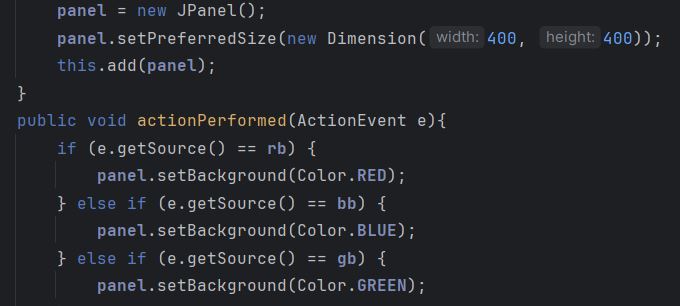 panel = new JPanel();
panel.setPreferredSize(new Dimension( width: 400, height: 400));
this.add(panel);
}
public void actionPerformed(ActionEvent e){
if (e.getSource() == rb) {
panel.setBackground(Color.RED);
} else if (e.getSource() == bb) {
panel.setBackground(Color.BLUE);
} else if (e.getSource() == gb) {
panel.setBackground(Color.GREEN);